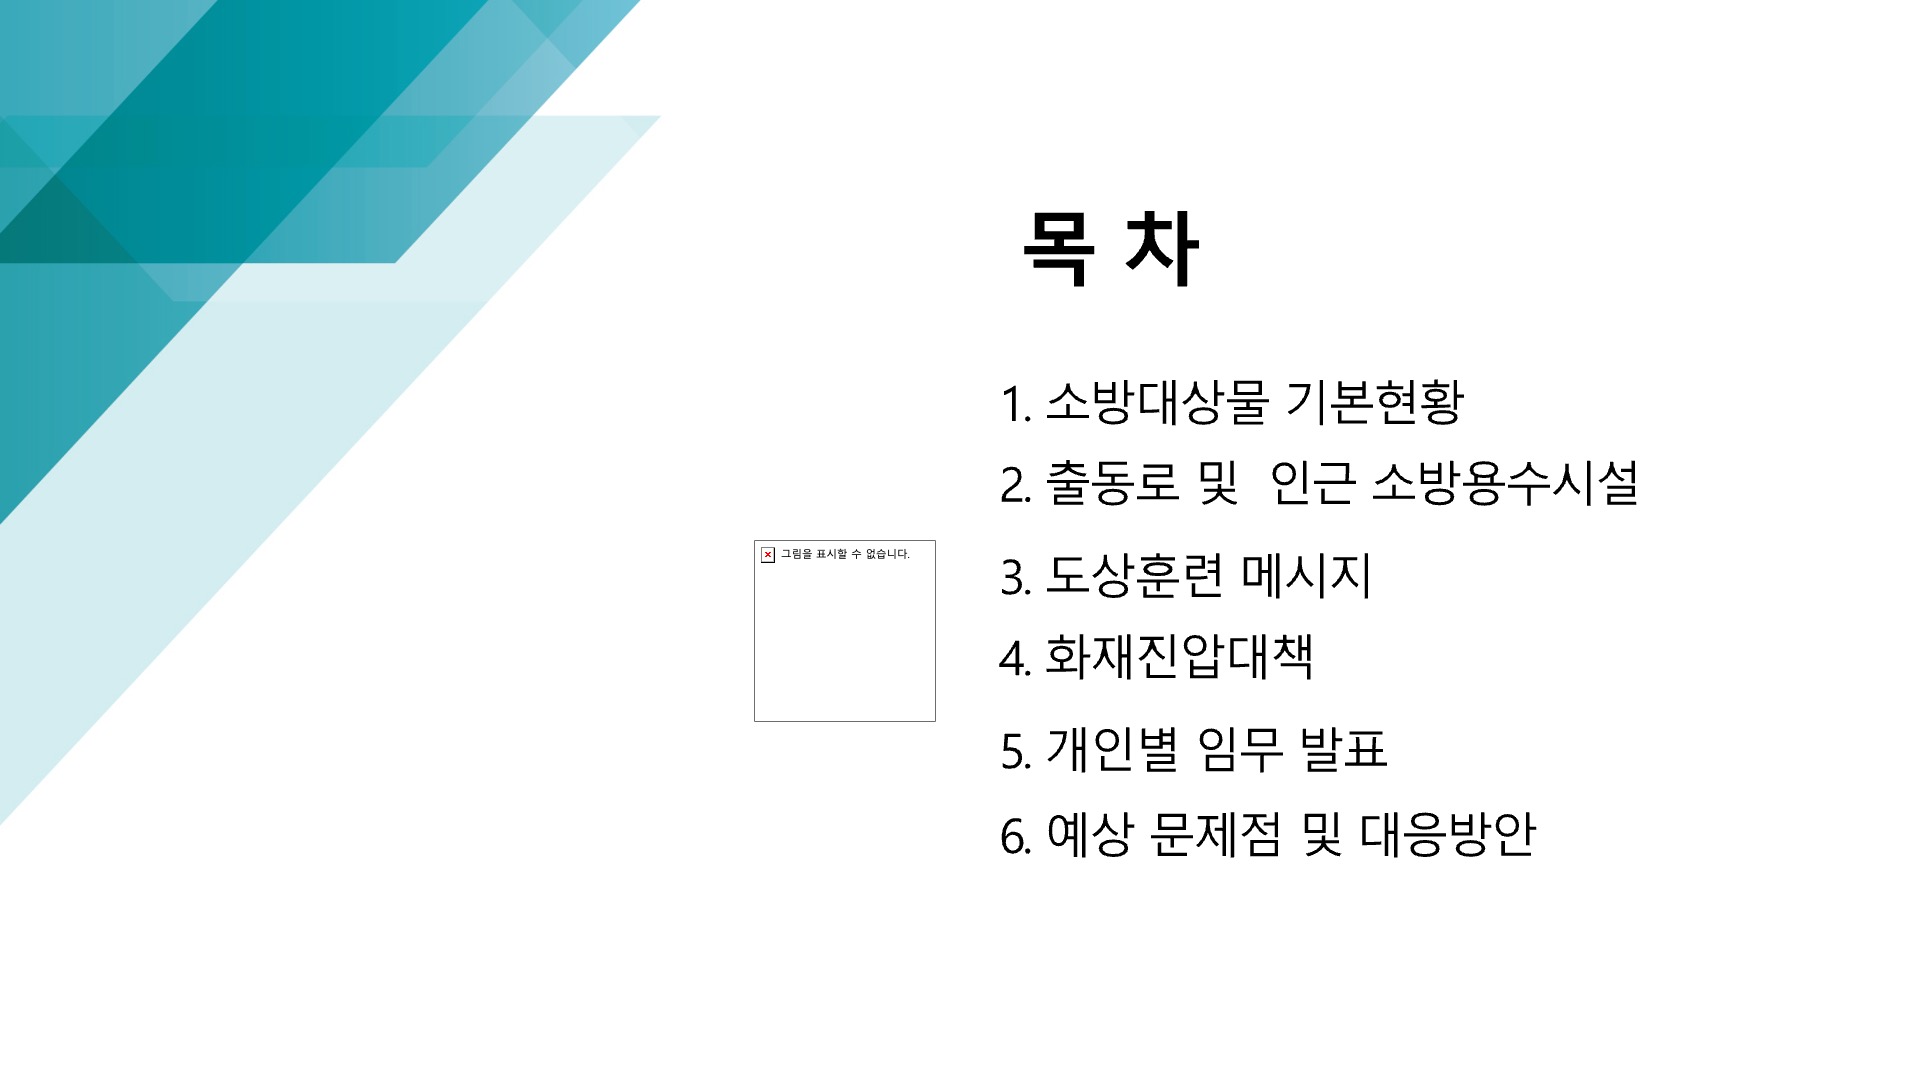 목 차
1. 소방대상물 기본현황
2. 출동로 및  인근 소방용수시설
그림을 표시할 수 없습니다.
3. 도상훈련 메시지
4. 화재진압대책
5. 개인별 임무 발표
6. 예상 문제점 및 대응방안